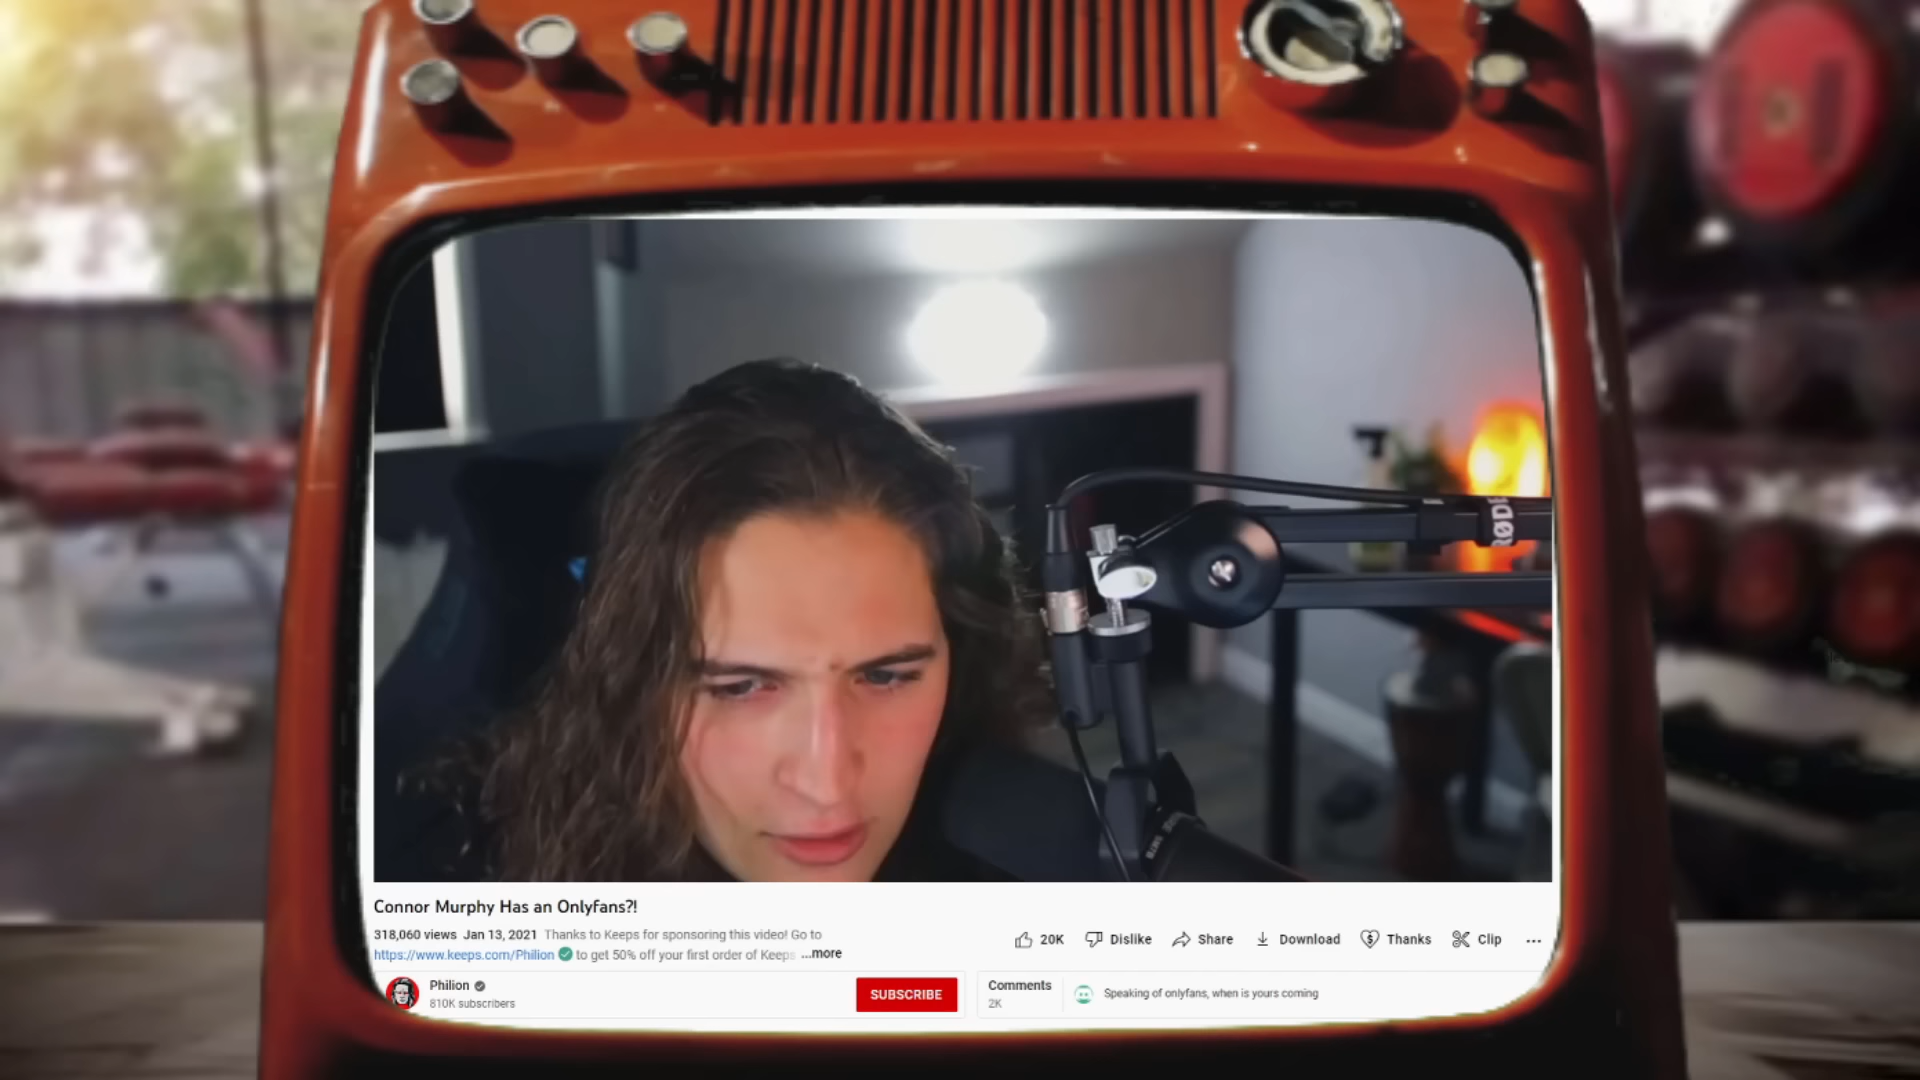 RØDE
Connor Murphy Has an Onlyfans?!
318,060 views Jan 13, 2021 Thanks to Keeps for sponsoring this video! Go to
https://www.keeps.com/Philion to get 50% off your first order of Keeps ...more
20K Dislike Share Download Thanks Clip ...
Philion
810K subscribers
SUBSCRIBE
Comments
2K
Speaking of onlyfans, when is yours coming